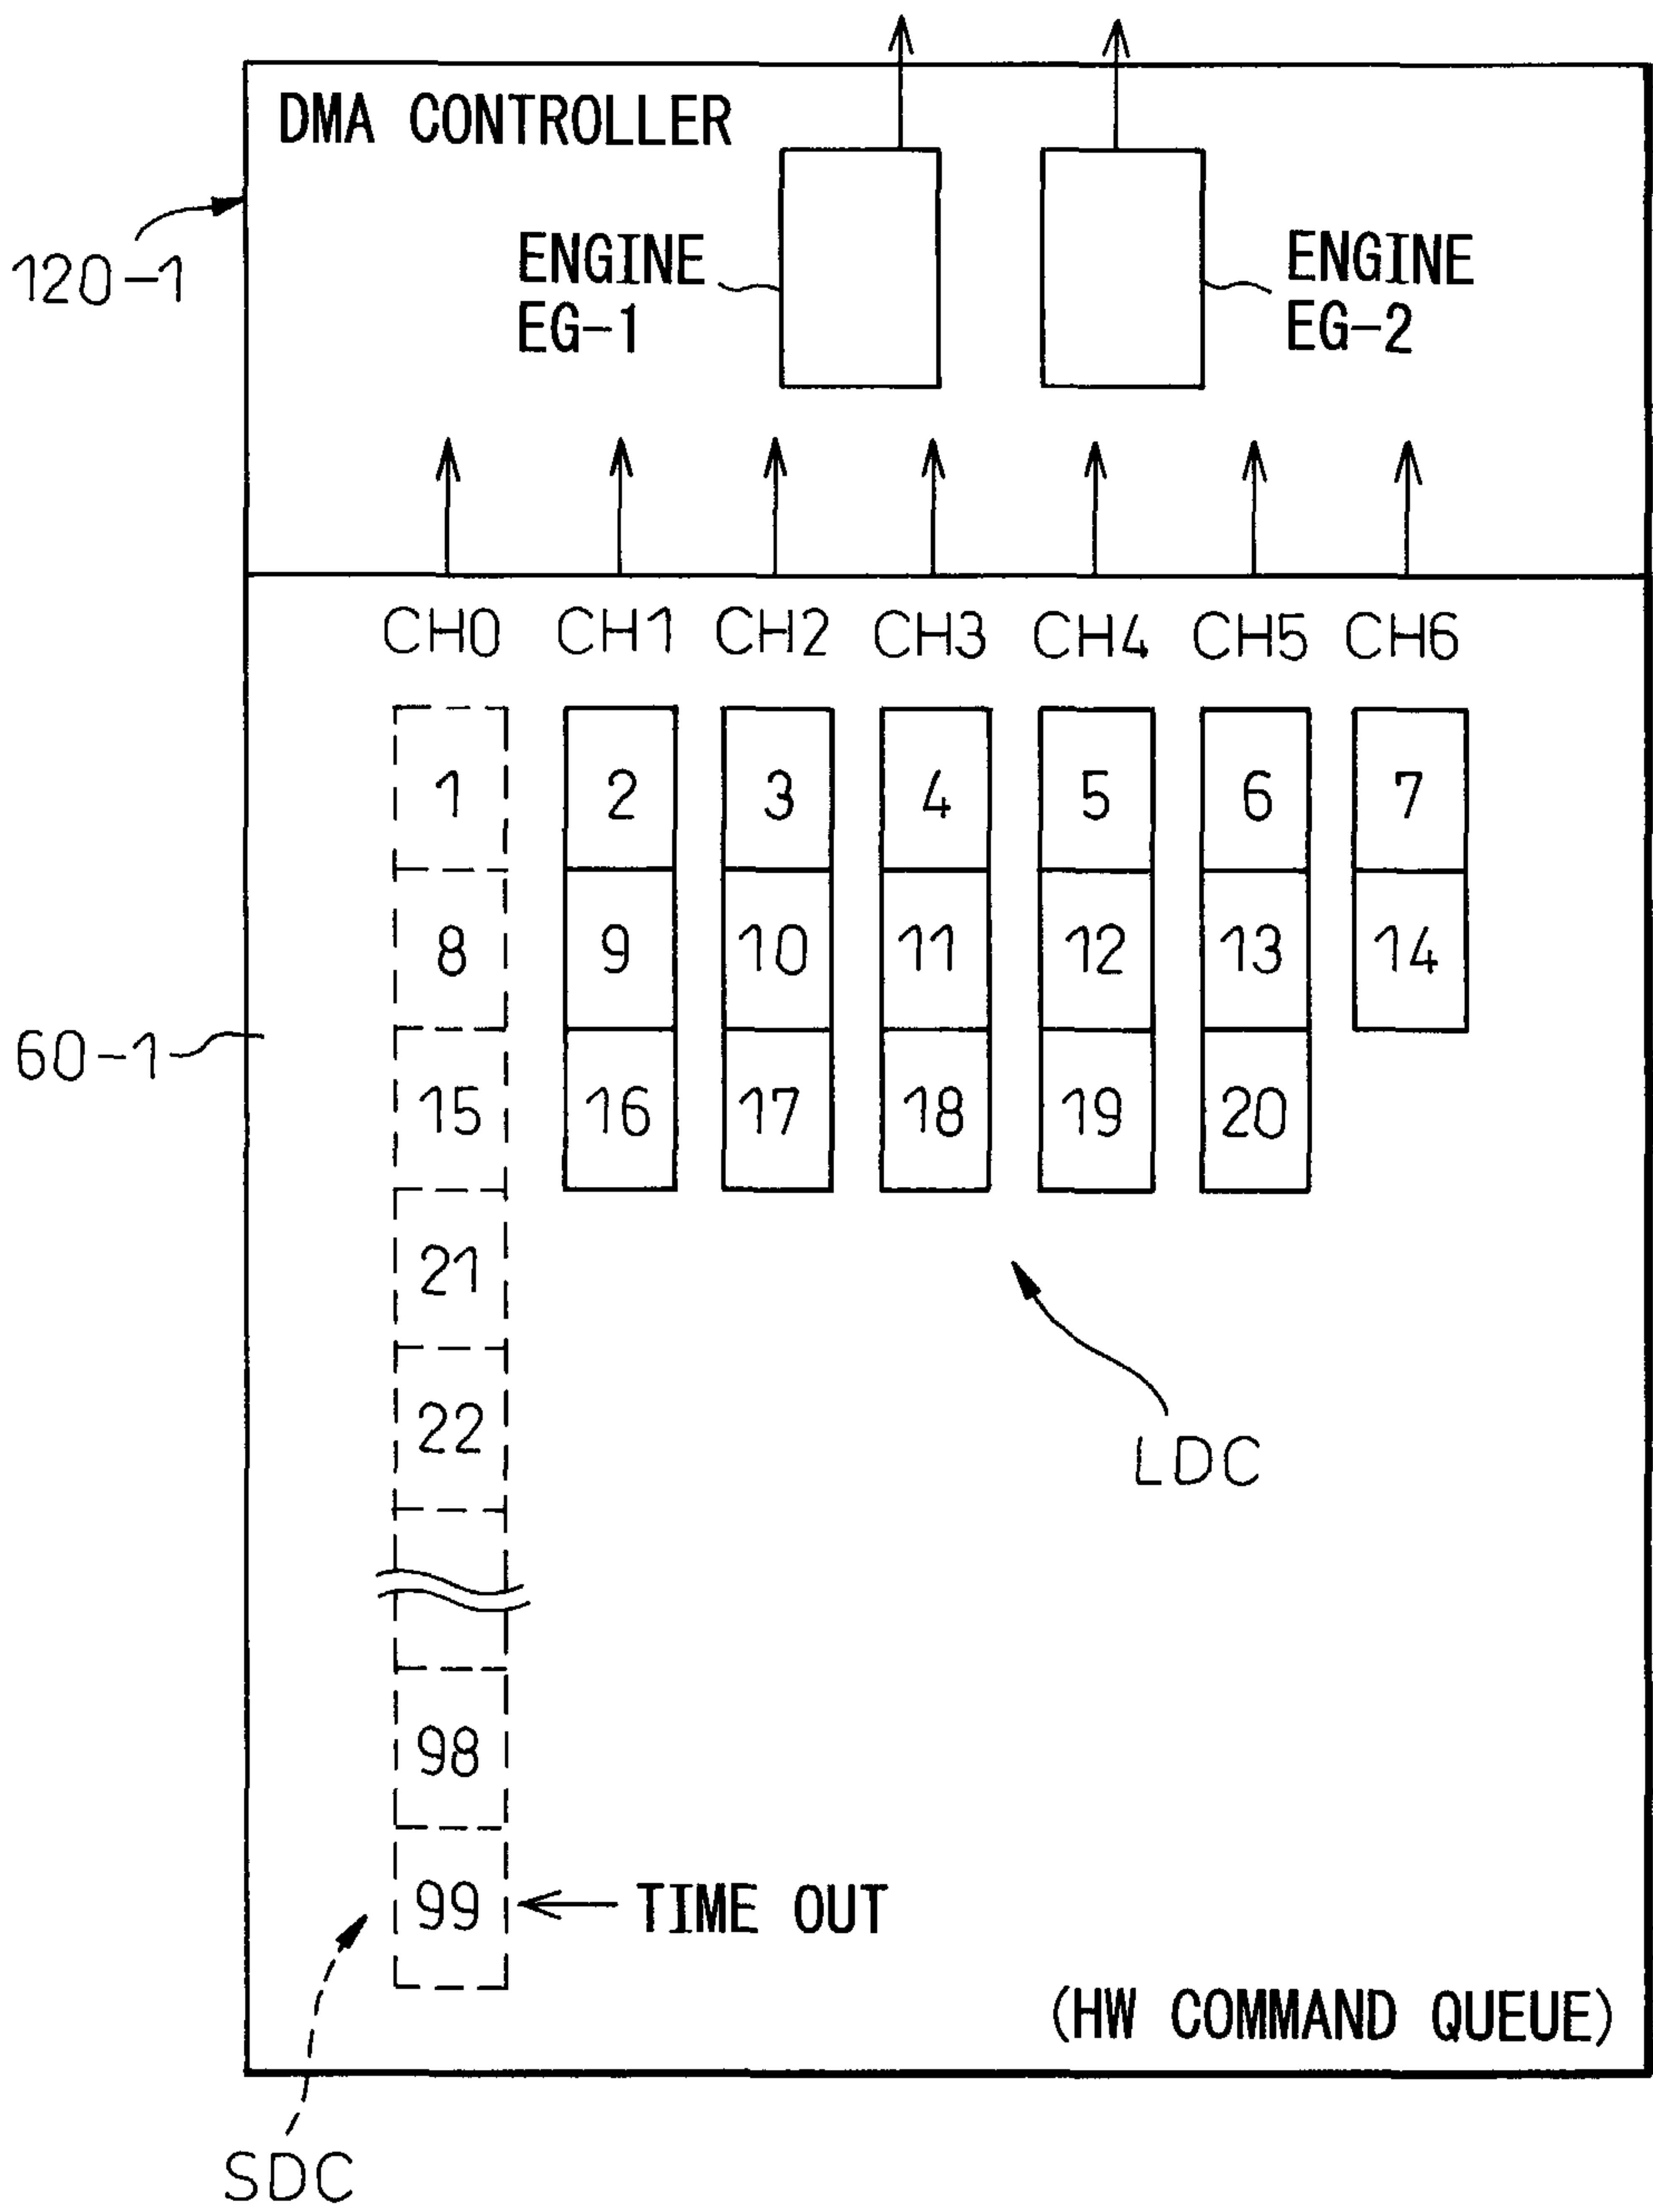 DMA CONTROLLER
120-1
ENGINE
EG-1
ENGINE
EG-2
CH0 CH1 CH2 CH3 CH4 CH5 CH6
1 2 3 4 5 6 7
8 9 10 11 12 13 14
60-1
15 16 17 18 19 20
21
22
LDC
98
99 TIME OUT
(HW COMMAND QUEUE)
SDC